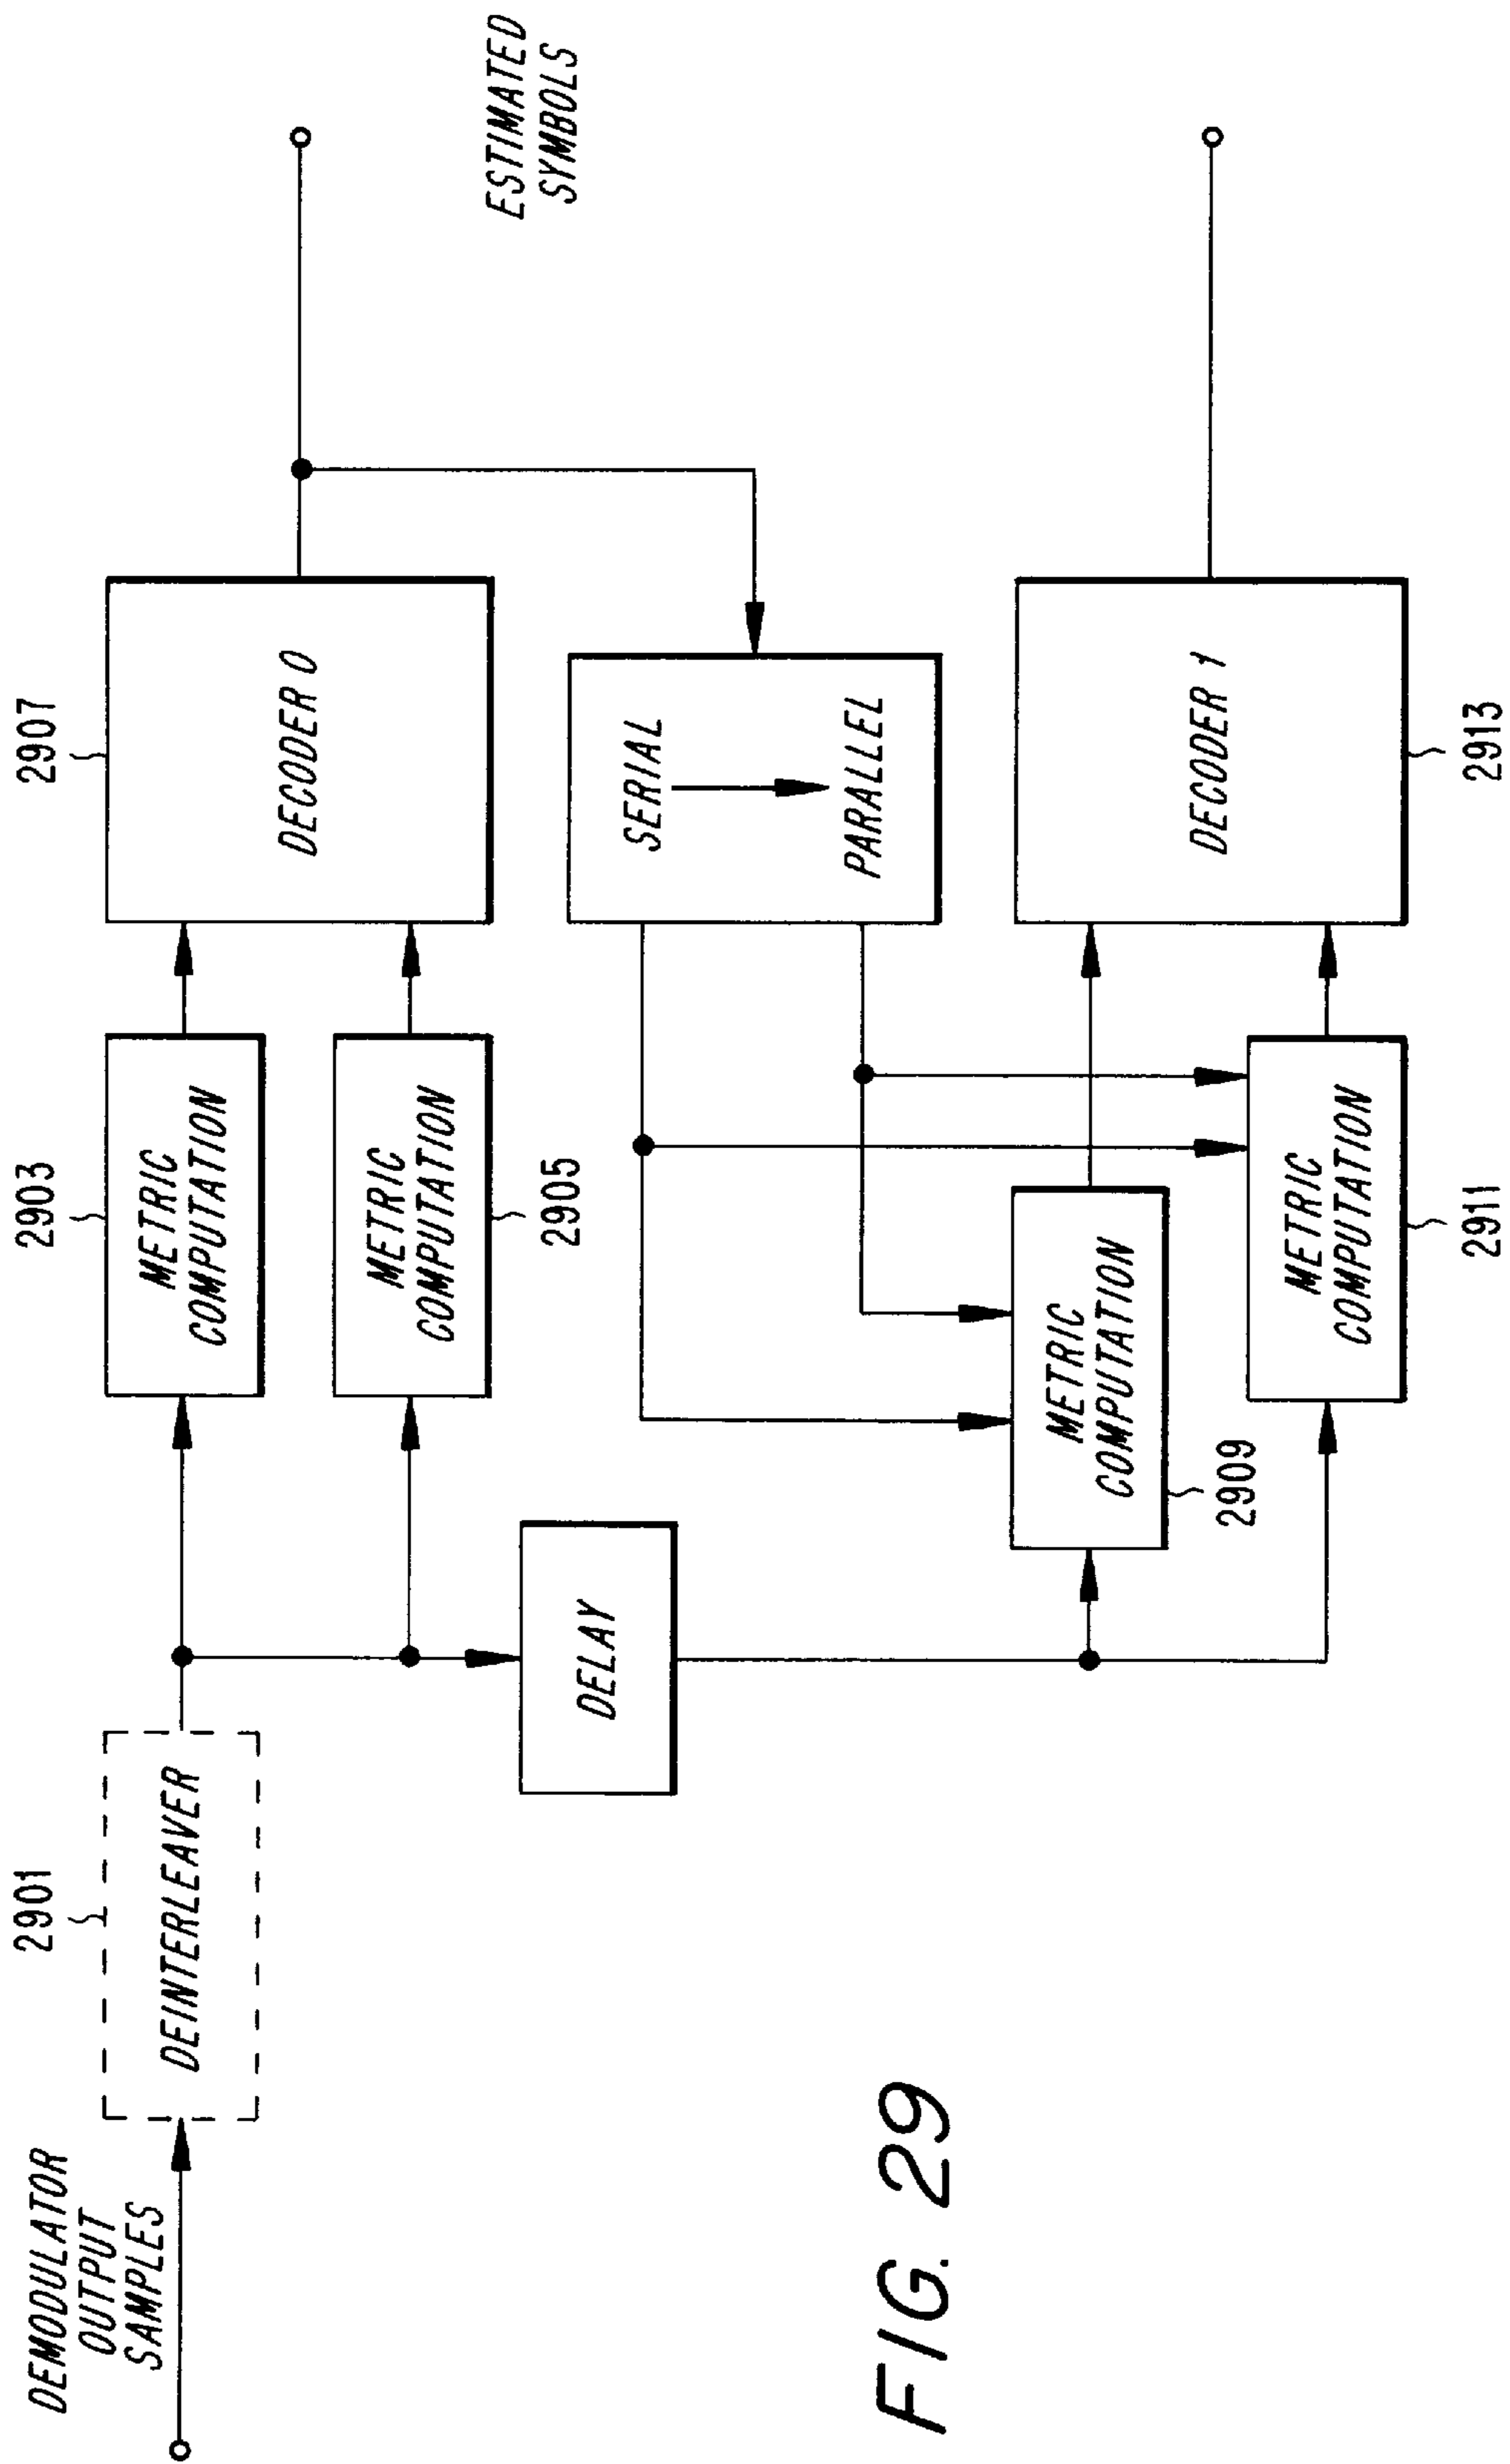 DEMODULATOR
OUTPUT
SAMPLES
2901
DEINTERLEAVER
2903
METRIC
COMPUTATION
METRIC
COMPUTATION
2905
2907
DECODER 0
ESTIMATED
SYMBOLS
DELAY
SERIAL
PARALLEL
METRIC
COMPUTATION
2909
METRIC
COMPUTATION
2911
DECODER 1
2913
FIG. 29